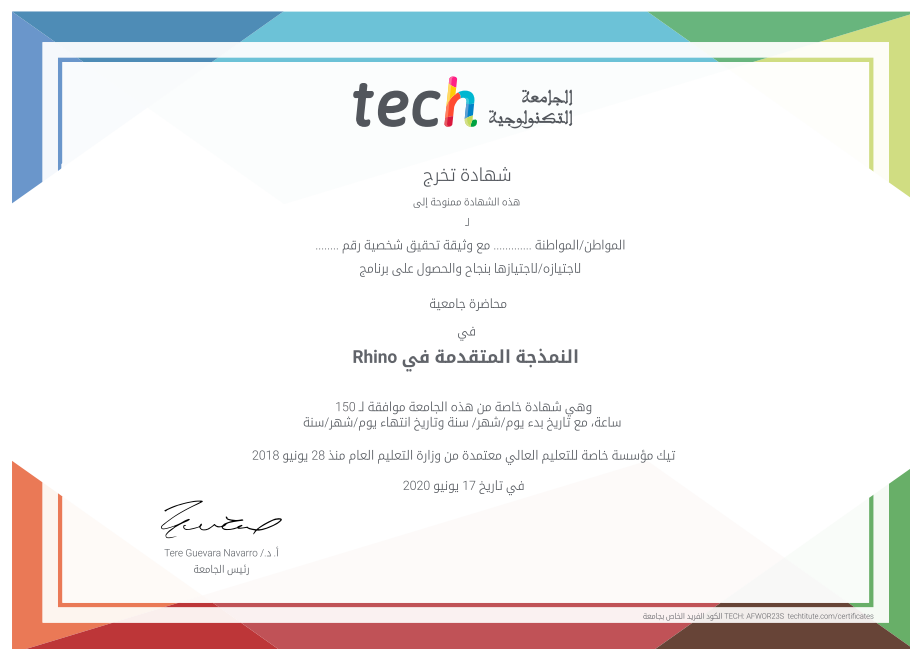 tech الجامعة
التكنولوجية
شهادة تخرج
هذه الشهادة ممنوحة إلى
لـ
المواطن/المواطنة ............. مع وثيقة تحقيق شخصية رقم ........
لاجتيازه/لاجتيازها بنجاح والحصول على برنامج
محاضرة جامعية
في
النمذجة المتقدمة في Rhino
وهي شهادة خاصة من هذه الجامعة موافقة لـ 150
ساعة، مع تاريخ بدء يوم/شهر/ سنة وتاريخ انتهاء يوم/شهر/سنة
تيك مؤسسة خاصة للتعليم العالي معتمدة من وزارة التعليم العام منذ 28 يونيو 2018
في تاريخ 17 يونيو 2020
أ. د./ Tere Guevara Navarro
رئيس الجامعة
الكود الفريد الخاص بجامعة TECH: AFWOR23S techtitute.com/certificates